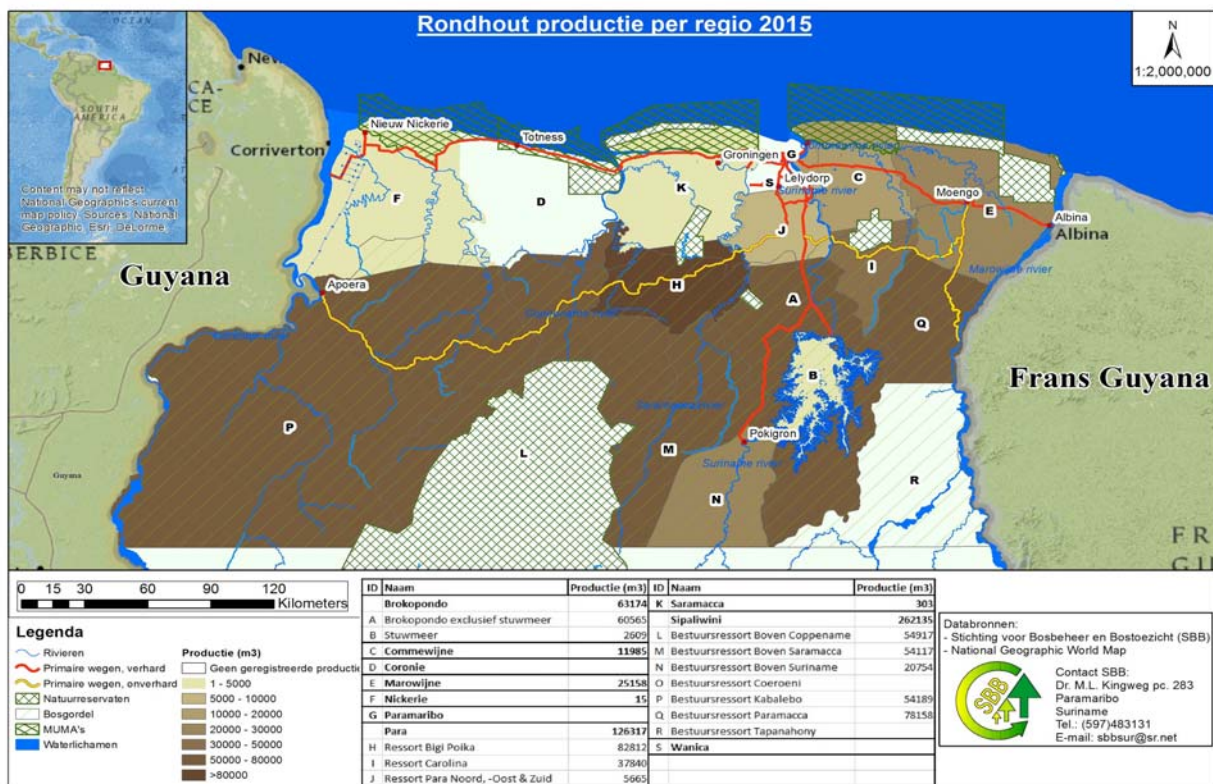 Rondhout productie per regio 2015
N
1:2,000,000
SOUTH
AMERICA
Content may not reflect
National Geographic's current
map policy. Sources: National
Geographic, Esri, DeLorme,
CA-
CE
Corriverton
BERBICE
Guyana
Guyana
Nieuw Nickerie
Totness
Groningen
Lelydorp
Suriname rivier
Moengo
Albina
Albina
Marowijne rivier
Apoera
Pokigron
Suriname rivier
Frans Guyana
F R
A
B
C
D
E
F
G
H
I
J
K
L
M
N
P
Q
R
S
0 15 30 60 90 120
Kilometers
Legenda
Rivieren
Primaire wegen, verhard
Primaire wegen, onverhard
Natuurreservaten
Bosgordel
MUMA's
Waterlichamen
Productie (m3)
Geen geregistreerde productie
1 - 5000
5000 - 10000
10000 - 20000
20000 - 30000
30000 - 50000
50000 - 80000
>80000
ID Naam Productie (m3)
Brokopondo 63174
A Brokopondo exclusief stuwmeer 60565
B Stuwmeer 2609
C Commewijne 11985
D Coronie
E Marowijne 25158
F Nickerie 15
G Paramaribo
Para 126317
H Ressort Bigi Poika 82812
I Ressort Carolina 37840
J Ressort Para Noord, -Oost & Zuid 5665
ID Naam Productie (m3)
K Saramacca 303
Sipaliwini 262135
L Bestuursressort Boven Coppename 54917
M Bestuursressort Boven Saramacca 54117
N Bestuursressort Boven Suriname 20754
O Bestuursressort Coeroeni
P Bestuursressort Kabalebo 54189
Q Bestuursressort Paramacca 78158
R Bestuursressort Tapanahony
S Wanica
Databronnen:
- Stichting voor Bosbeheer en Bostoezicht (SBB)
- National Geographic World Map
SBB
Contact SBB:
Dr. M.L. Kingweg pc. 283
Paramaribo
Suriname
Tel.: (597)483131
E-mail: sbbsur@sr.net